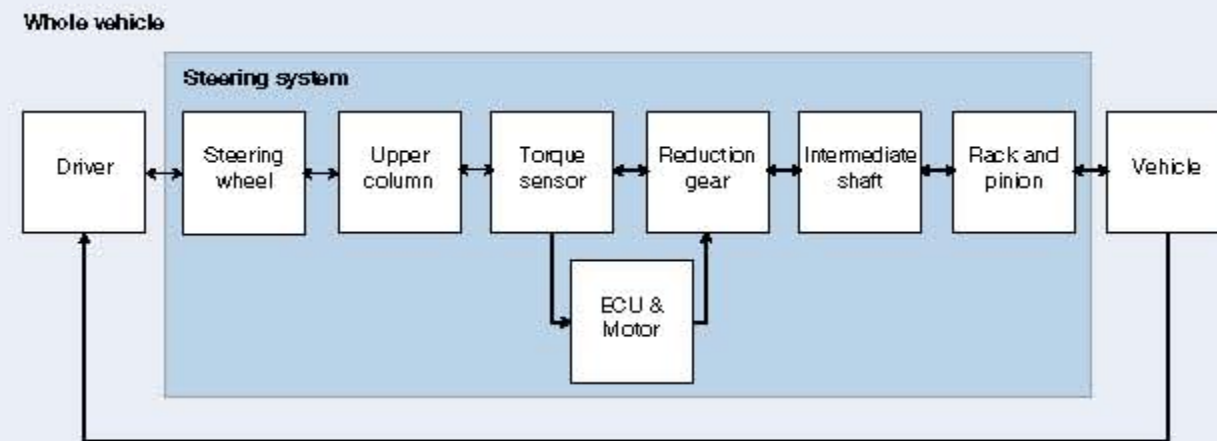 Whole vehicle
Steering system
Driver
Steering
wheel
Upper
column
Torque
sensor
Reduction
gear
Intermediate
shaft
Rack and
pinion
Vehicle
ECU &
Motor